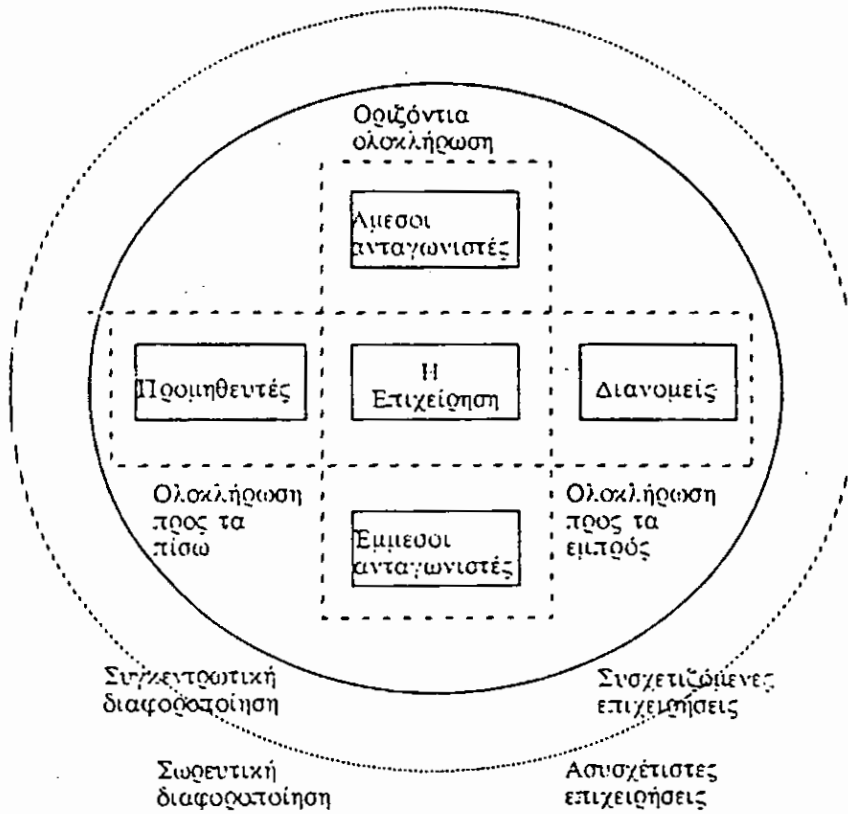 Οριζόντια
ολοκλήρωση
Άμεσοι
ανταγωνιστές
Προμηθευτές
Η
Επιχείρηση
Διανομείς
Ολοκλήρωση
προς τα
πίσω
Έμμεσοι
ανταγωνιστές
Ολοκλήρωση
προς τα
εμπρός
Συγκεντρωτική
διαφοροποίηση
Συσχετιζόμενες
επιχειρήσεις
Σωρευτική
διαφοροποίηση
Ασυσχέτιστες
επιχειρήσεις